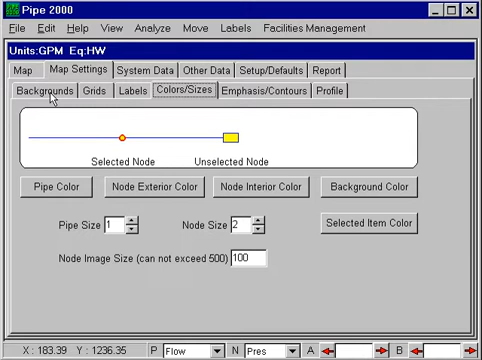 Pipe 2000
File Edit View Analyze Move Labels Facilities Management
Units:GPM Eq:HW
Map Map Settings System Data Other Data Setup/Defaults Report
Backgrounds Grids Labels Colors/Sizes Emphasis/Contours Profile
Selected Node Unselected Node
Pipe Color Node Exterior Color Node Interior Color Background Color
Pipe Size 1 Node Size 2 Selected Item Color
Node Image Size (can not exceed 500) 100
X : 183.39 Y : 1236.35 P Flow N Pres A B